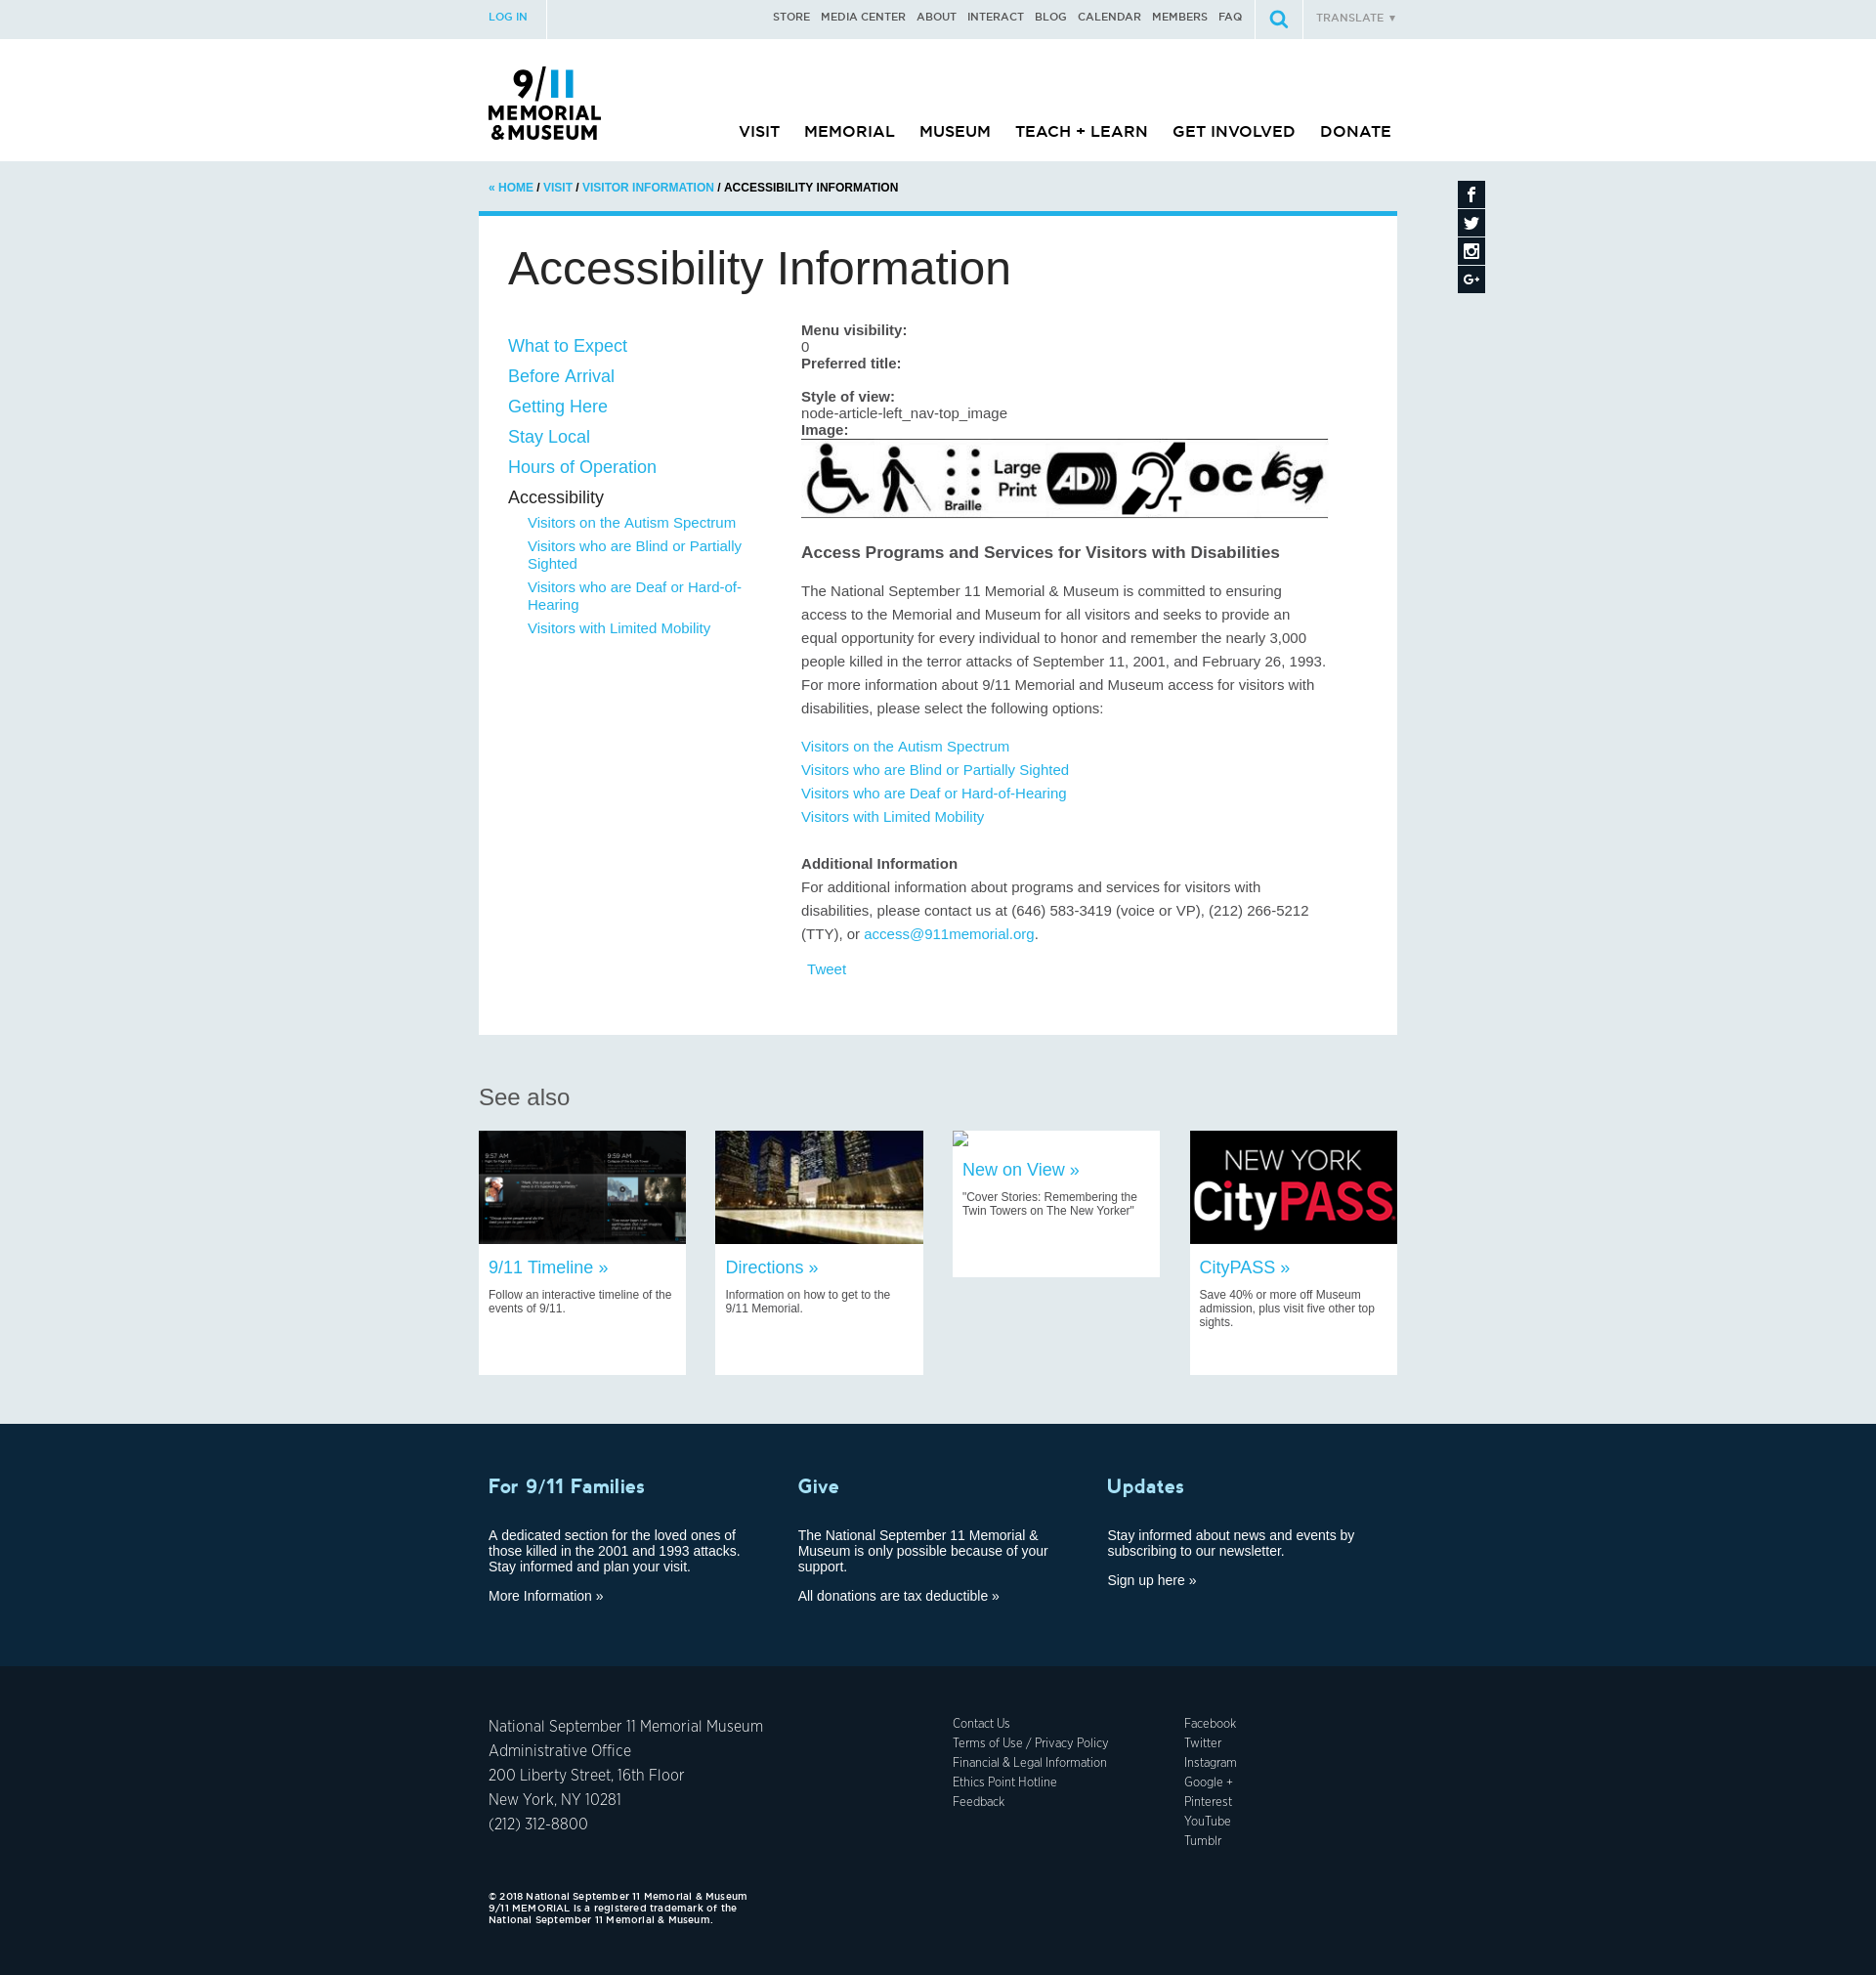 LOG IN
STORE MEDIA CENTER ABOUT INTERACT BLOG CALENDAR MEMBERS FAQ
TRANSLATE ▼
9/11
MEMORIAL
&MUSEUM
VISIT MEMORIAL MUSEUM TEACH + LEARN GET INVOLVED DONATE
« HOME / VISIT / VISITOR INFORMATION / ACCESSIBILITY INFORMATION
Accessibility Information
What to Expect
Before Arrival
Getting Here
Stay Local
Hours of Operation
Accessibility
Visitors on the Autism Spectrum
Visitors who are Blind or Partially
Sighted
Visitors who are Deaf or Hard-of-
Hearing
Visitors with Limited Mobility
Menu visibility:
0
Preferred title:
Style of view:
node-article-left_nav-top_image
Image:
Braille
Large
Print
AD
T
OC
Access Programs and Services for Visitors with Disabilities
The National September 11 Memorial & Museum is committed to ensuring
access to the Memorial and Museum for all visitors and seeks to provide an
equal opportunity for every individual to honor and remember the nearly 3,000
people killed in the terror attacks of September 11, 2001, and February 26, 1993.
For more information about 9/11 Memorial and Museum access for visitors with
disabilities, please select the following options:
Visitors on the Autism Spectrum
Visitors who are Blind or Partially Sighted
Visitors who are Deaf or Hard-of-Hearing
Visitors with Limited Mobility
Additional Information
For additional information about programs and services for visitors with
disabilities, please contact us at (646) 583-3419 (voice or VP), (212) 266-5212
(TTY), or access@911memorial.org.
Tweet
See also
9:57 AM
9:59 AM
9/11 Timeline »
Follow an interactive timeline of the
events of 9/11.
Directions »
Information on how to get to the
9/11 Memorial.
New on View »
"Cover Stories: Remembering the
Twin Towers on The New Yorker"
NEW YORK
CityPASS
CityPASS »
Save 40% or more off Museum
admission, plus visit five other top
sights.
For 9/11 Families
A dedicated section for the loved ones of
those killed in the 2001 and 1993 attacks.
Stay informed and plan your visit.
More Information »
Give
The National September 11 Memorial &
Museum is only possible because of your
support.
All donations are tax deductible »
Updates
Stay informed about news and events by
subscribing to our newsletter.
Sign up here »
National September 11 Memorial Museum
Administrative Office
200 Liberty Street, 16th Floor
New York, NY 10281
(212) 312-8800
Contact Us
Terms of Use / Privacy Policy
Financial & Legal Information
Ethics Point Hotline
Feedback
Facebook
Twitter
Instagram
Google +
Pinterest
YouTube
Tumblr
© 2018 National September 11 Memorial & Museum
9/11 MEMORIAL is a registered trademark of the
National September 11 Memorial & Museum.